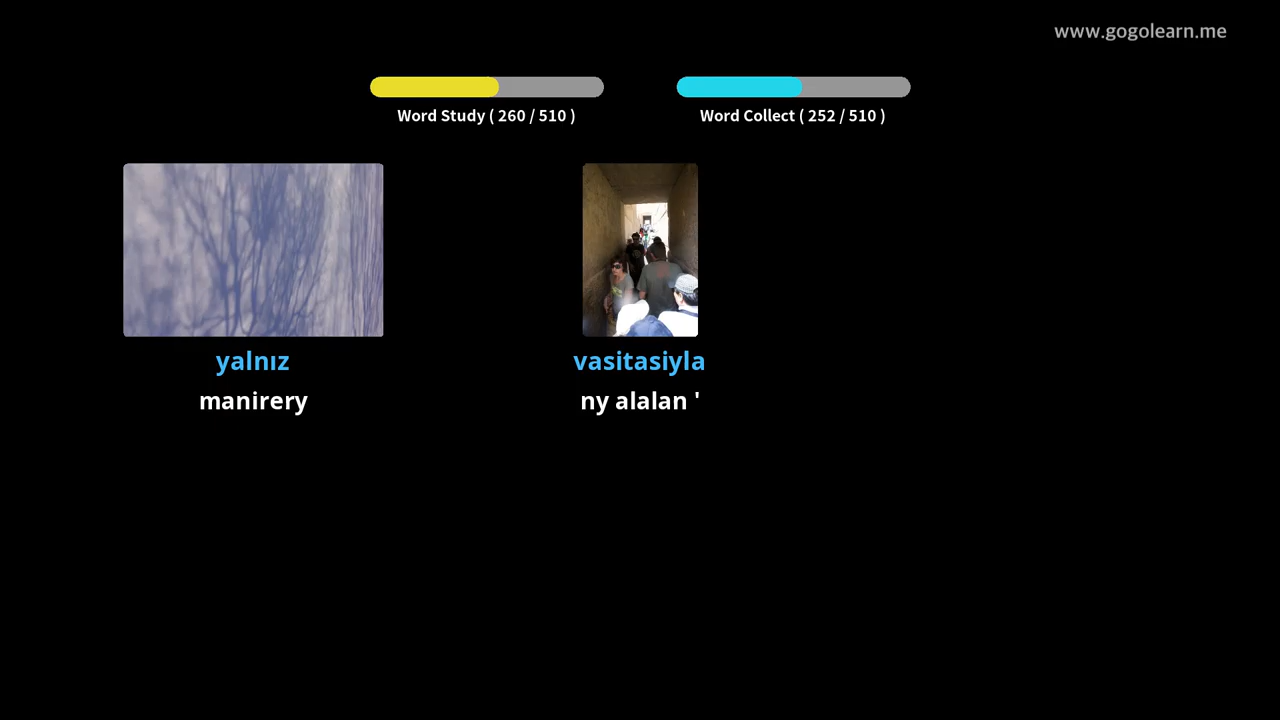 www.gogolearn.me
Word Study ( 260 / 510 )
Word Collect ( 252 / 510 )
yalnız
manirery
vasitasiyla
ny alalan '